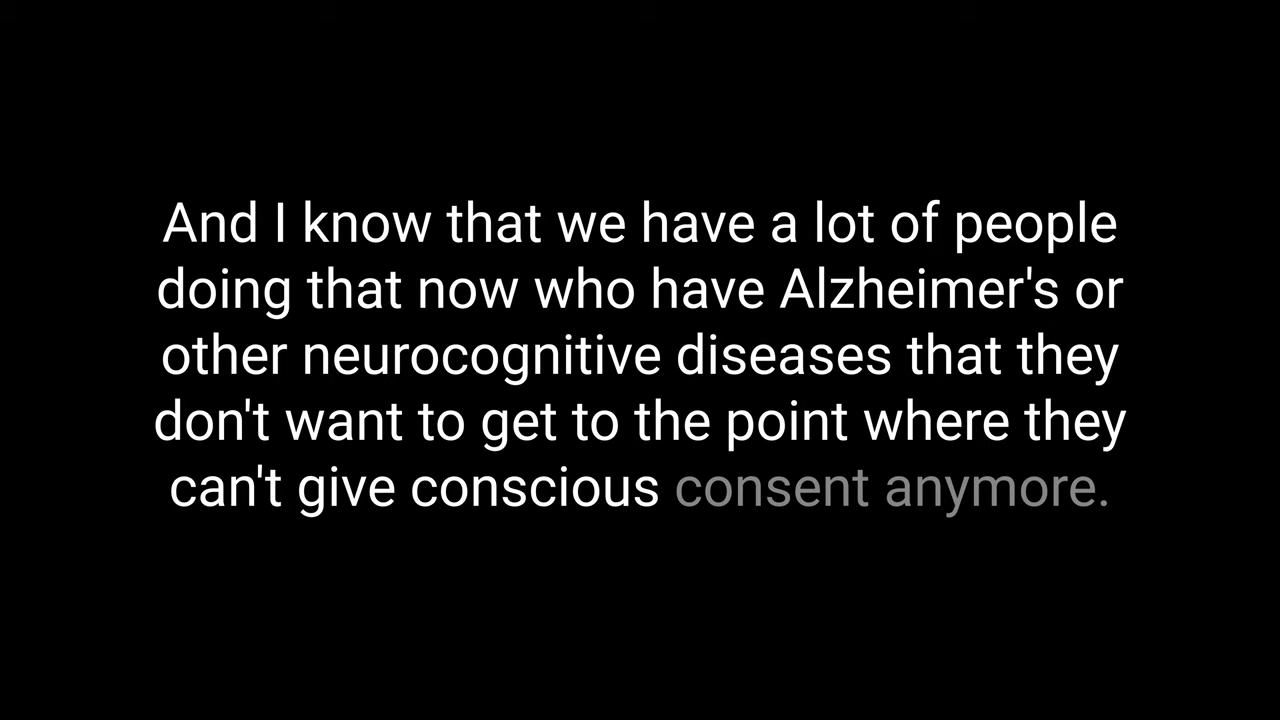 And I know that we have a lot of people
doing that now who have Alzheimer's or
other neurocognitive diseases that they
don't want to get to the point where they
can't give conscious consent anymore.